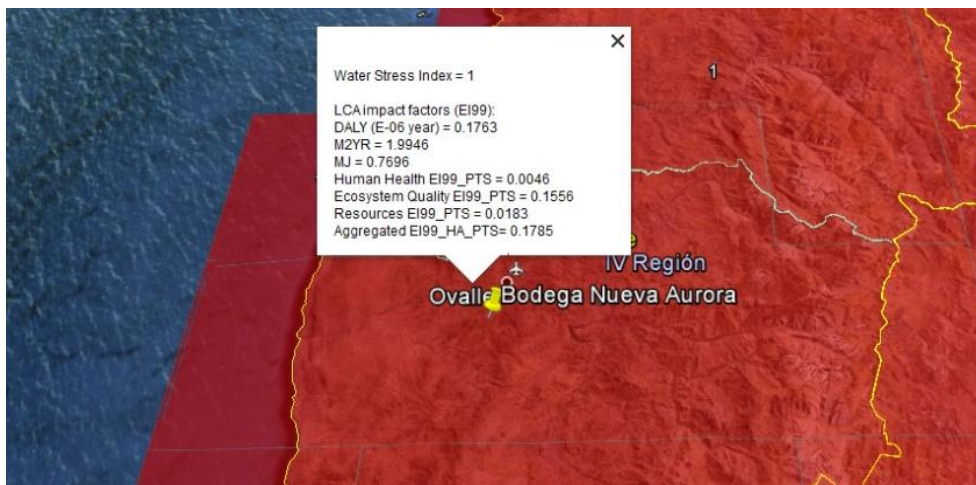 Water Stress Index = 1
LCA impact factors (EI99):
DALY (E-06 year) = 0.1763
M2YR = 1.9946
MJ = 0.7696
Human Health EI99_PTS = 0.0046
Ecosystem Quality EI99_PTS = 0.1556
Resources EI99_PTS = 0.0183
Aggregated EI99_HA_PTS= 0.1785
1
IV Región
Ovalle Bodega Nueva Aurora